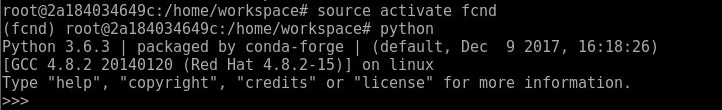 root@2a184034649c:/home/workspace# source activate fcnd
(fcnd) root@2a184034649c:/home/workspace# python
Python 3.6.3 | packaged by conda-forge | (default, Dec  9 2017, 16:18:26)
[GCC 4.8.2 20140120 (Red Hat 4.8.2-15)] on linux
Type "help", "copyright", "credits" or "license" for more information.
>>>